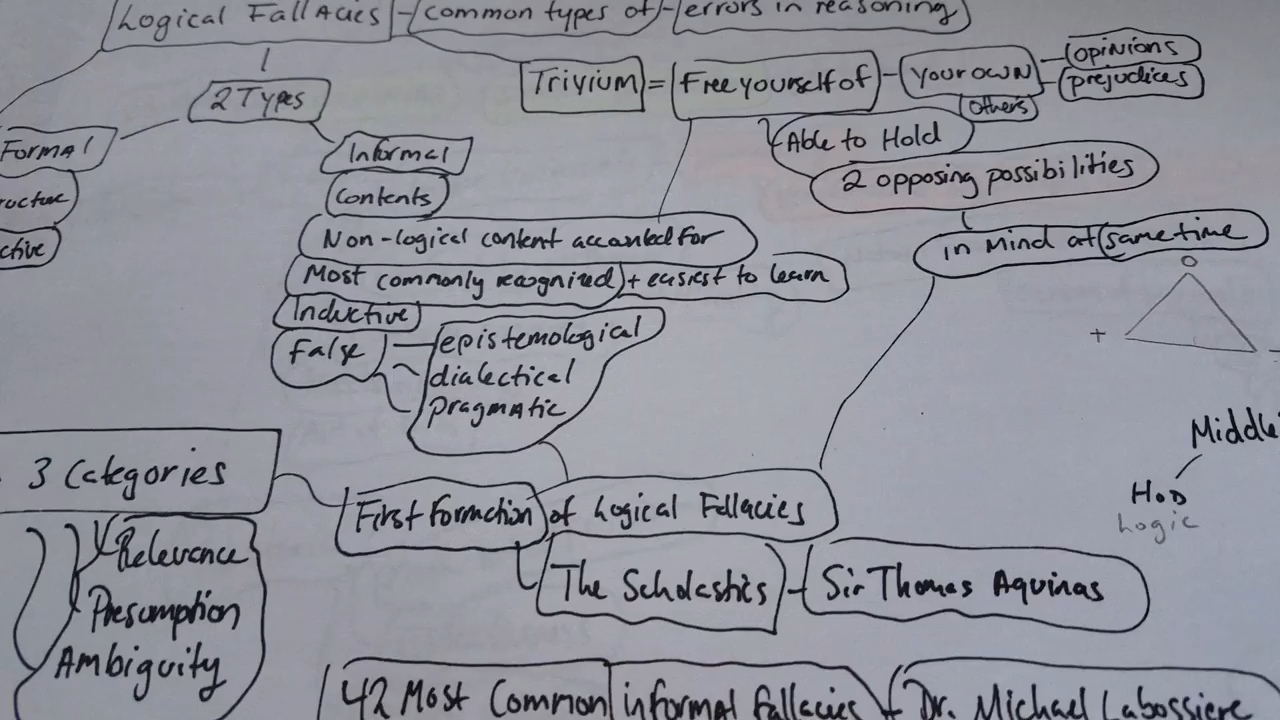 Logical Fallacies - common types of - errors in reasoning
2 Types
Trivium = Free yourself of - your own
opinions
prejudices
others
Able to Hold
2 opposing possibilities
in Mind at same time
Formal
Informal
Contents
Non-logical content accounted for
Most commonly recognized + easiest to learn
Inductive
False
epistemological
dialectical
pragmatic
+
-
Middle
Hod
Logic
3 Categories
Relevance
Presumption
Ambiguity
First formation of Logical Fallacies
The Scholastics - Sir Thomas Aquinas
42 Most Common informal fallacies - Dr. Michael Labossiere